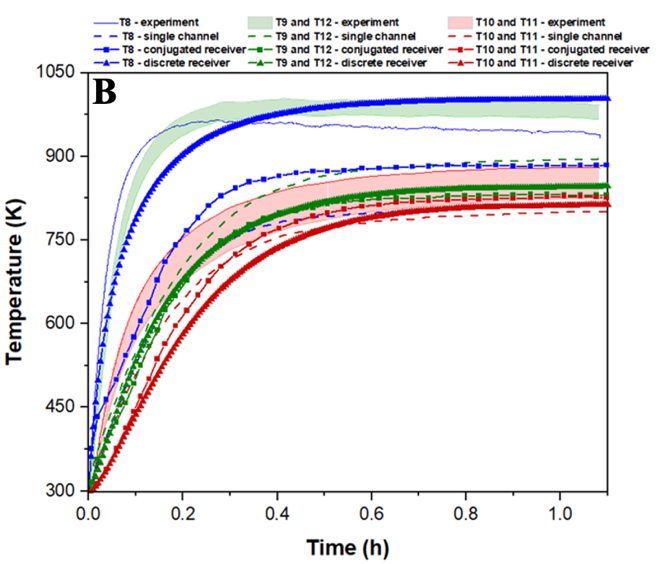 T8 - experiment T9 and T12 - experiment T10 and T11 - experiment
T8 - single channel T9 and T12 - single channel T10 and T11 - single channel
T8 - conjugated receiver T9 and T12 - conjugated receiver T10 and T11 - conjugated receiver
T8 - discrete receiver T9 and T12 - discrete receiver T10 and T11 - discrete receiver
B
1050
900
750
600
450
300
Temperature (K)
0.0 0.2 0.4 0.6 0.8 1.0
Time (h)